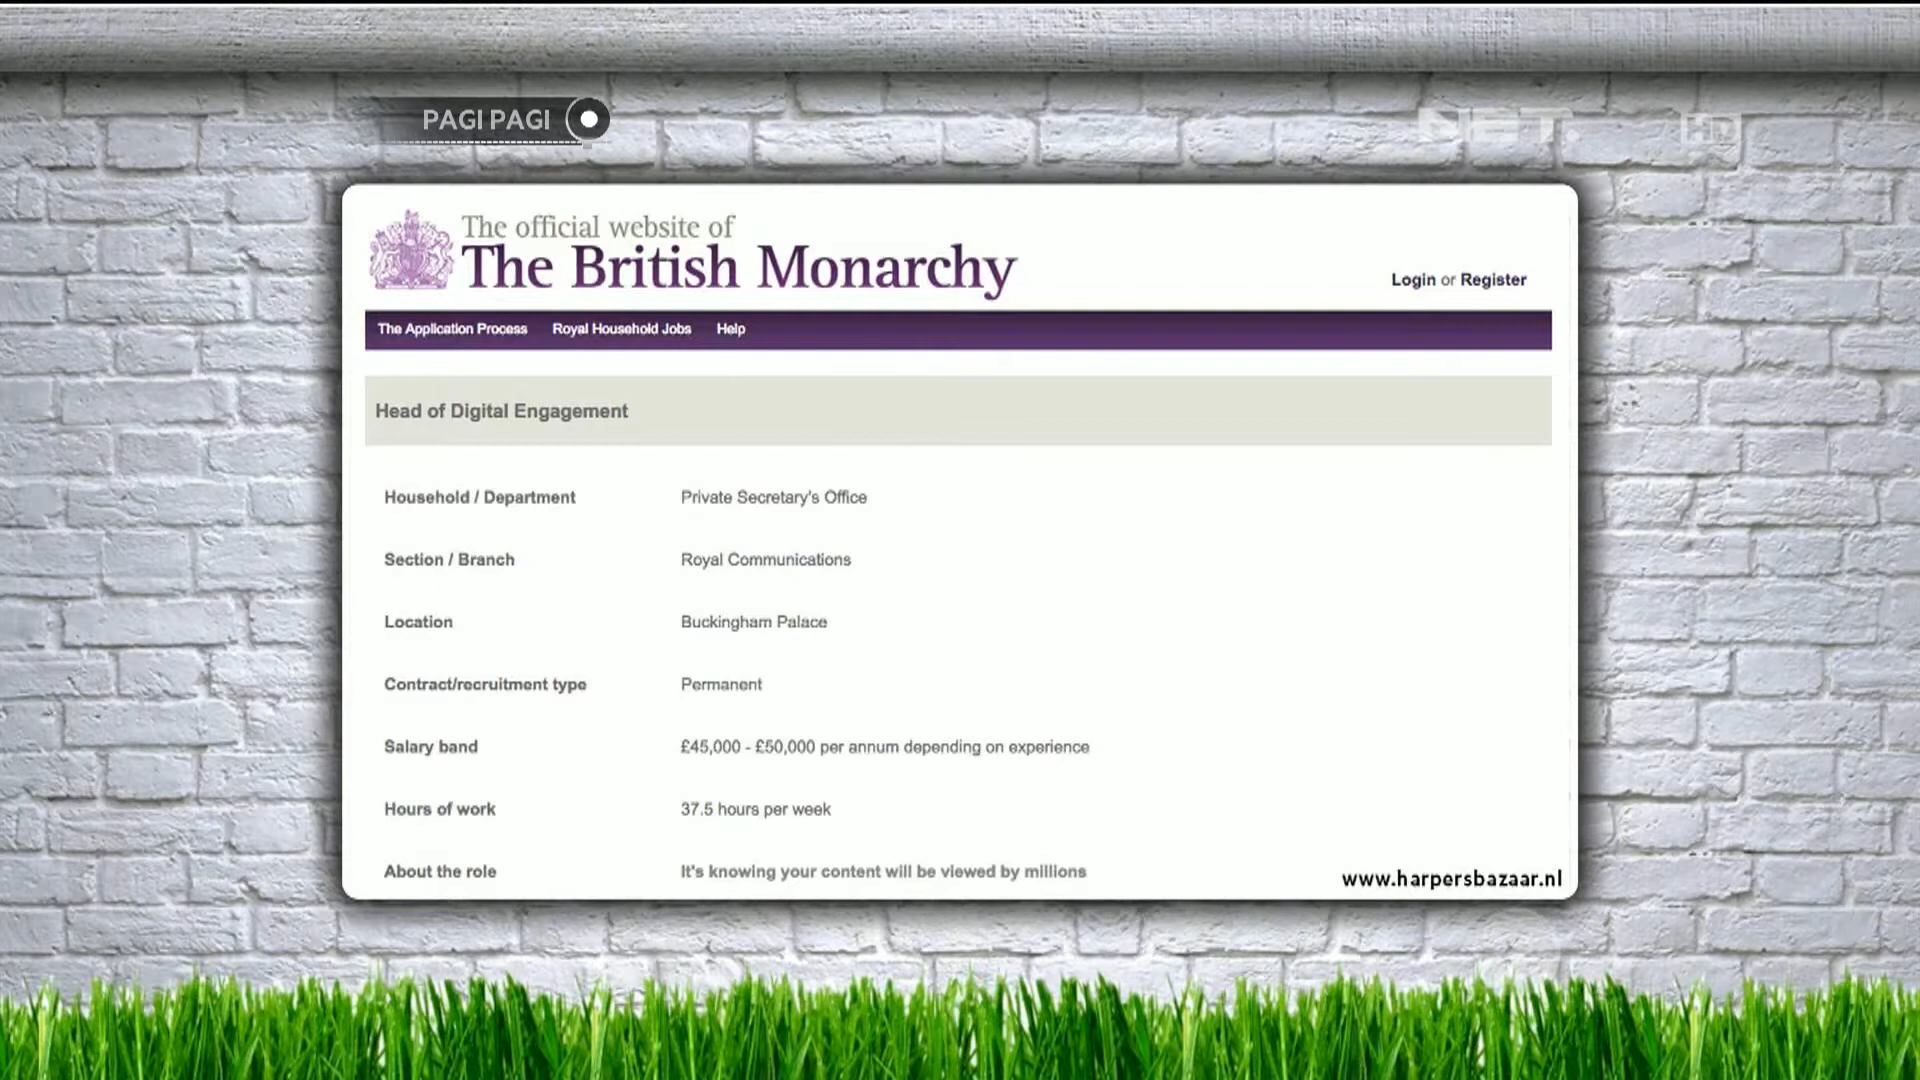 PAGI PAGI
NET.
HD
The official website of
The British Monarchy
Login or Register
The Application Process Royal Household Jobs Help
Head of Digital Engagement
Household / Department Private Secretary's Office
Section / Branch Royal Communications
Location Buckingham Palace
Contract/recruitment type Permanent
Salary band £45,000 - £50,000 per annum depending on experience
Hours of work 37.5 hours per week
About the role It's knowing your content will be viewed by millions
www.harpersbazaar.nl